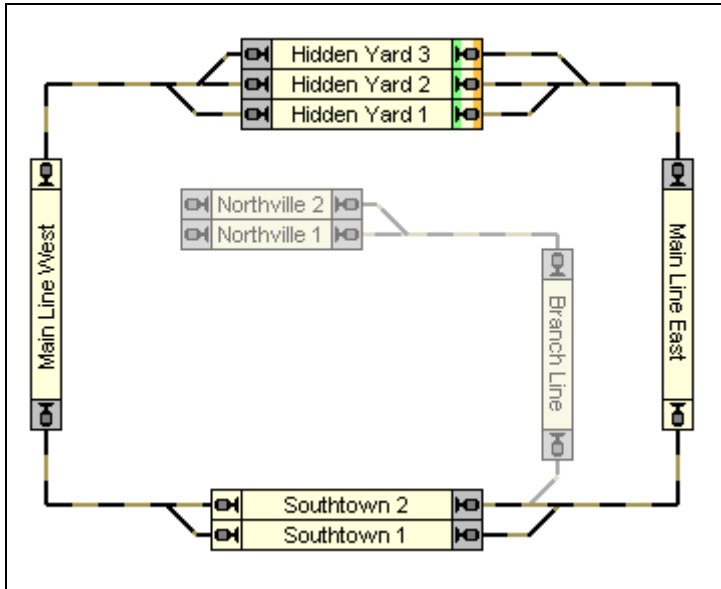 Hidden Yard 3
Hidden Yard 2
Hidden Yard 1
Northville 2
Northville 1
Main Line West
Branch Line
Main Line East
Southtown 2
Southtown 1